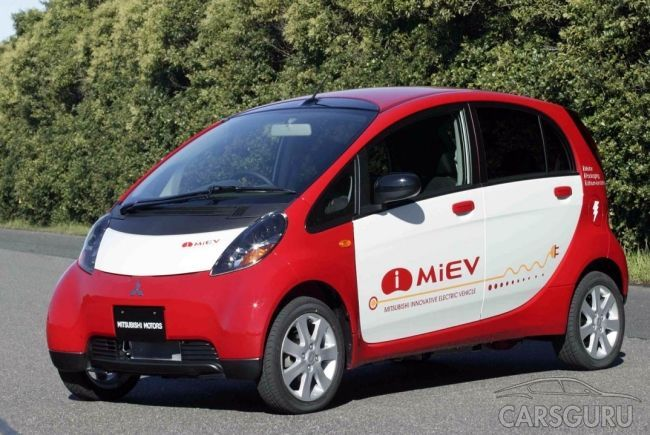 MiEV
MITSUBISHI MOTORS
i MiEV
MITSUBISHI INNOVATIVE ELECTRIC VEHICLE
CARSGURU